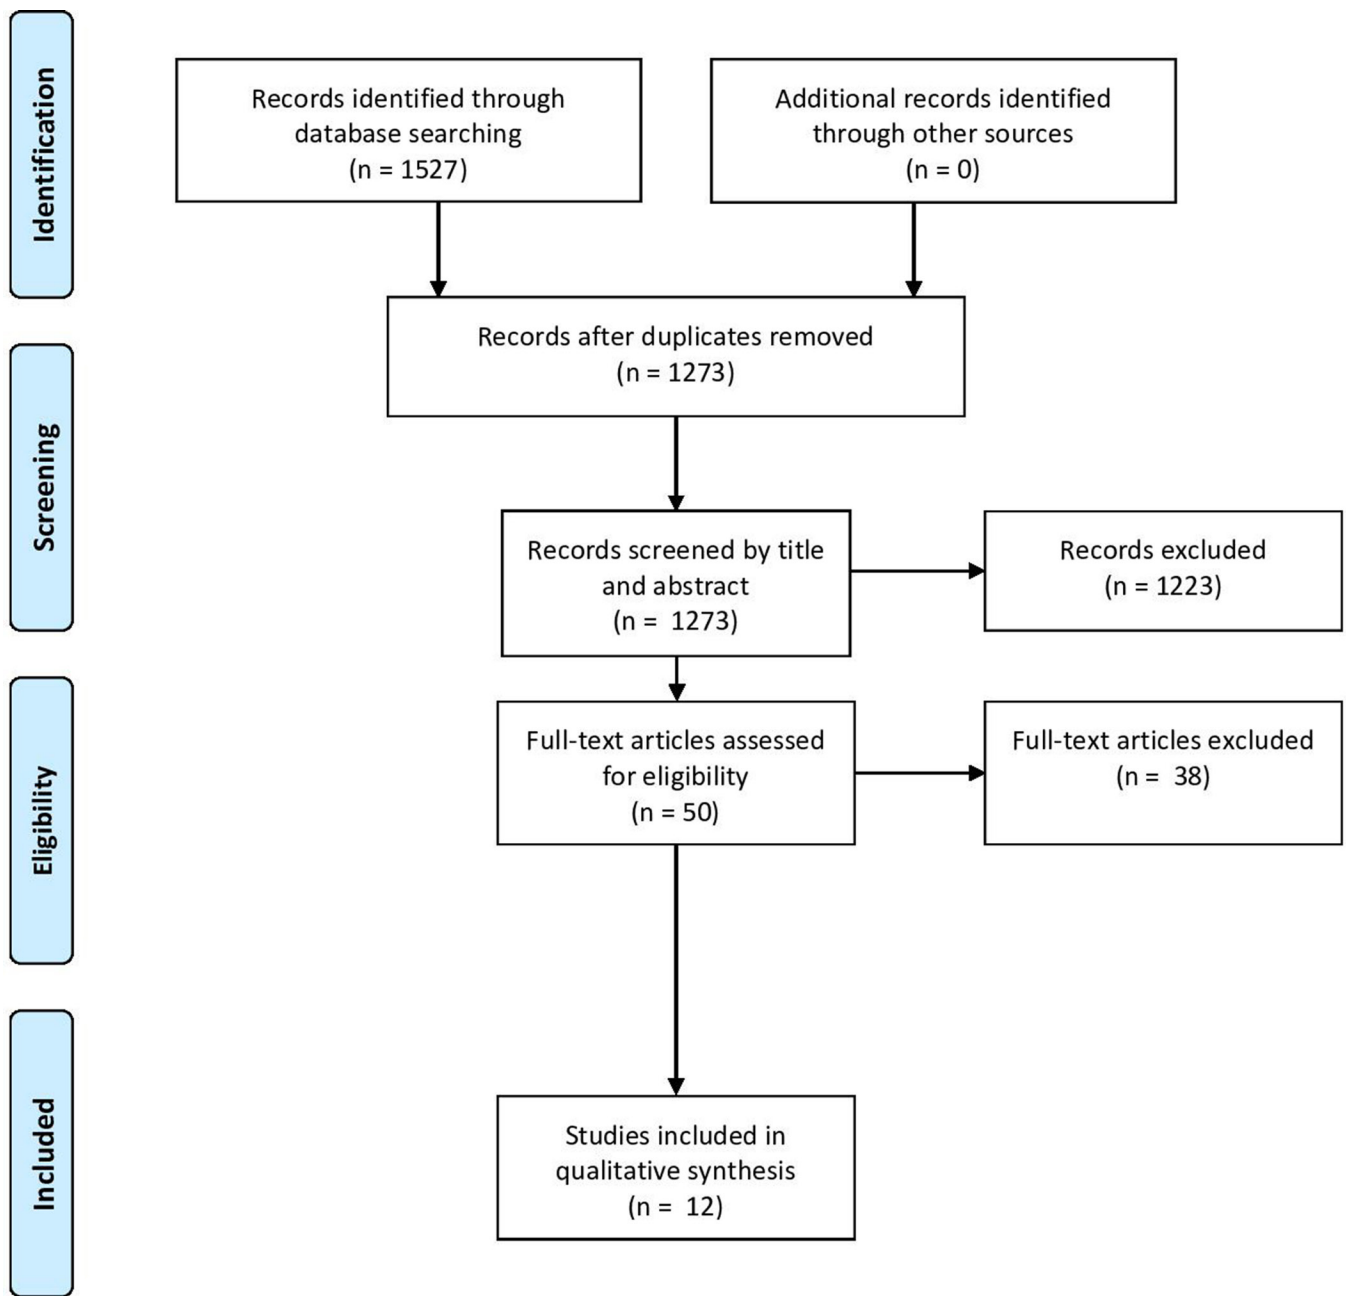 Identification
Records identified through
database searching
(n = 1527)
Additional records identified
through other sources
(n = 0)
Records after duplicates removed
(n = 1273)
Screening
Records screened by title
and abstract
(n =  1273)
Records excluded
(n = 1223)
Eligibility
Full-text articles assessed
for eligibility
(n = 50)
Full-text articles excluded
(n =  38)
Included
Studies included in
qualitative synthesis
(n =  12)